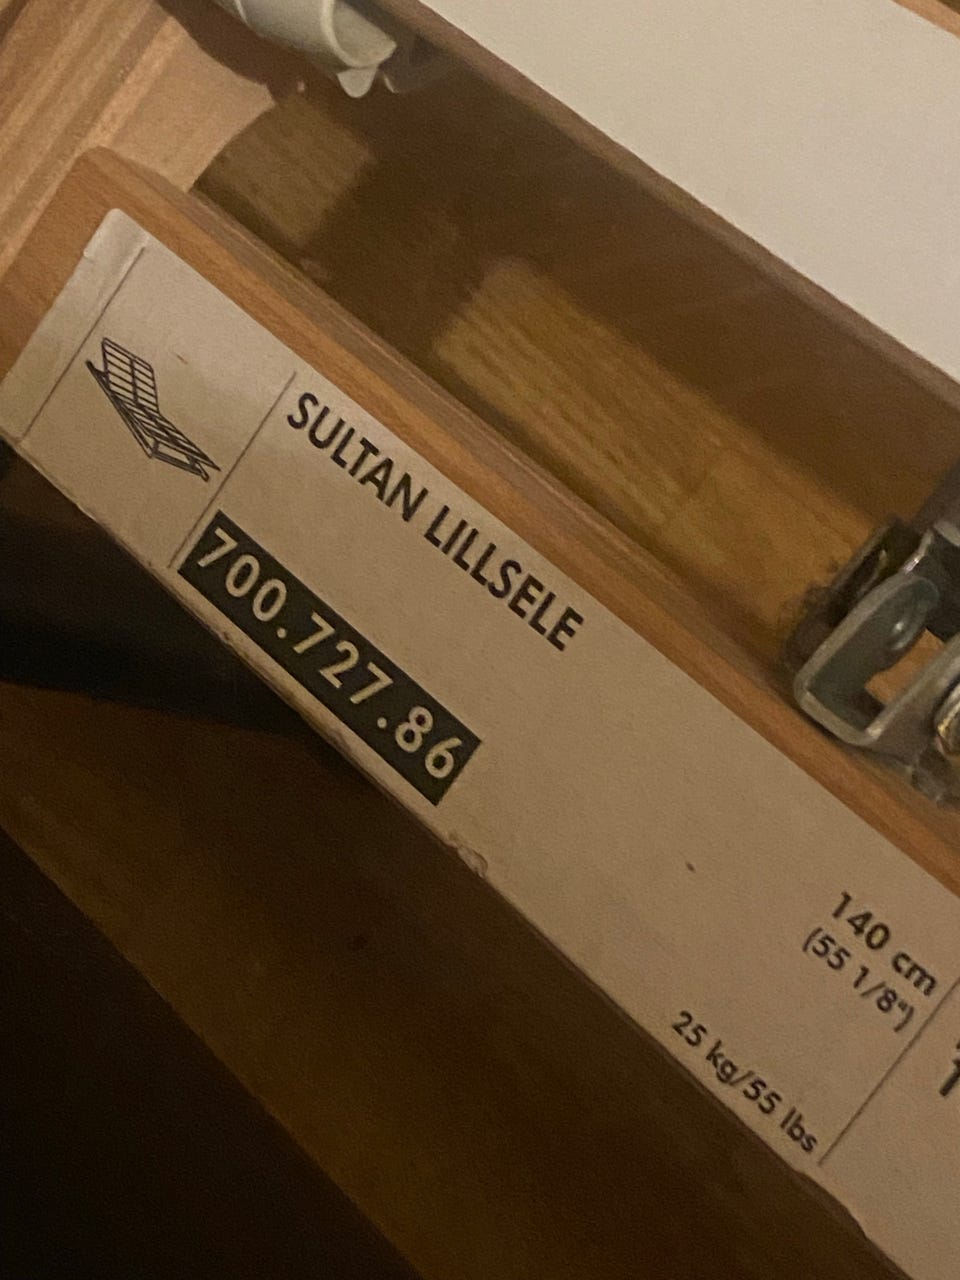 SULTAN LILLSELE
700.727.86
140 cm
(55 1/8")
25 kg/55 lbs